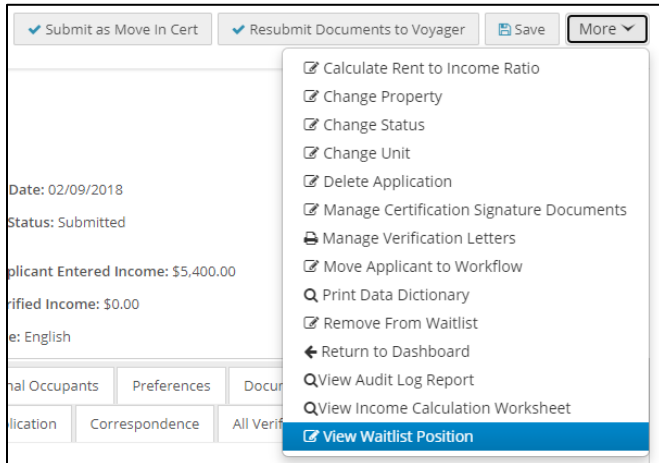 Submit as Move In Cert
Resubmit Documents to Voyager
Save
More
Calculate Rent to Income Ratio
Change Property
Change Status
Change Unit
Delete Application
Manage Certification Signature Documents
Manage Verification Letters
Move Applicant to Workflow
Print Data Dictionary
Remove From Waitlist
Return to Dashboard
View Audit Log Report
View Income Calculation Worksheet
View Waitlist Position
Date: 02/09/2018
Status: Submitted
plicant Entered Income: $5,400.00
rified Income: $0.00
e: English
nal Occupants
Preferences
Docur
lication
Correspondence
All Verif